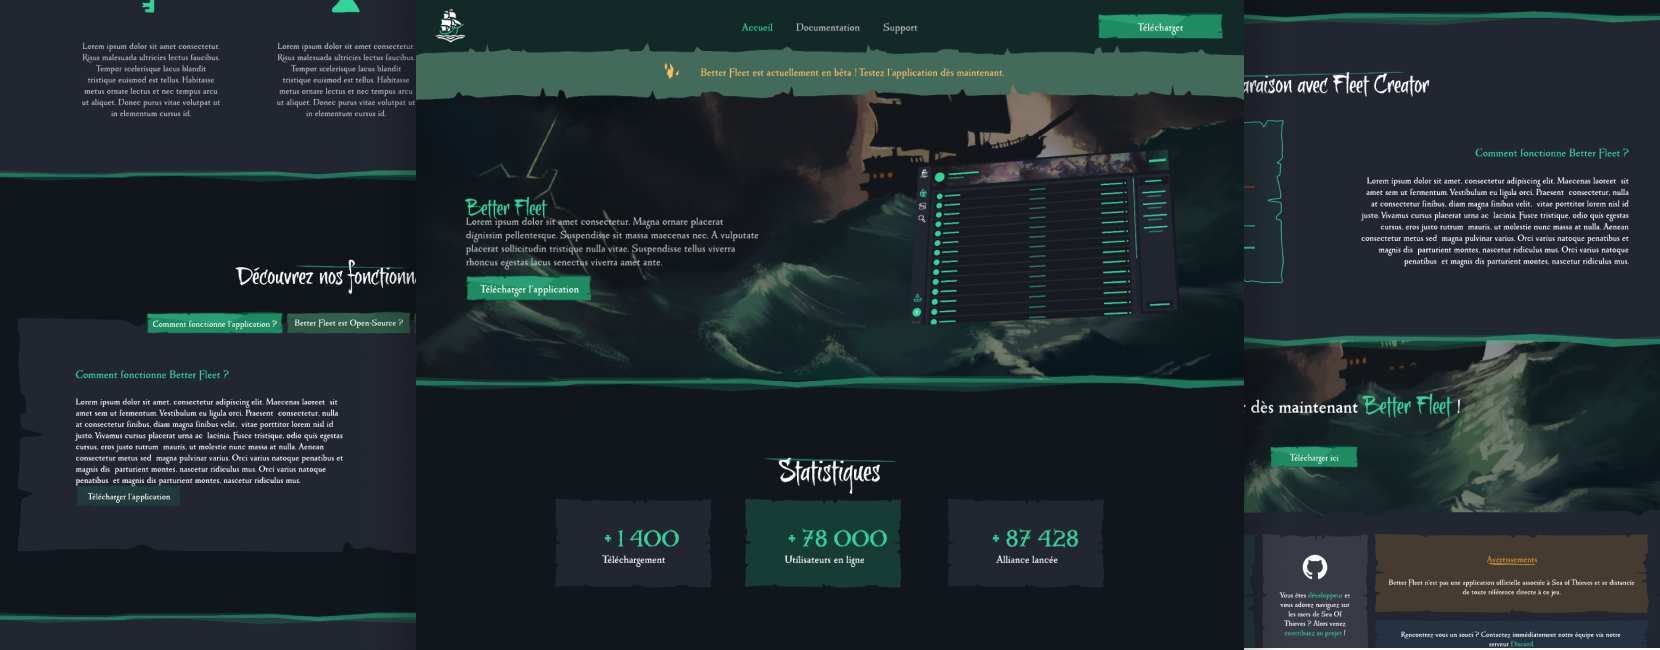 Lorem ipsum dolor sit amet consectetur.
Risus malesuada ultricies lectus faucibus.
Tempor scelerisque lacus blandit
tristique euismod est tellus. Habitasse
metus ornare lectus et nec tempus arcu
ut aliquet. Donec purus vitae volutpat ut
in elementum cursus id.
Lorem ipsum dolor sit amet consectetur.
Risus malesuada ultricies lectus faucibus.
Tempor scelerisque lacus blandit
tristique euismod est tellus. Habitasse
metus ornare lectus et nec tempus arcu
ut aliquet. Donec purus vitae volutpat ut
in elementum cursus id.
Découvrez nos fonctionn
Comment fonctionne l'application ?
Better Fleet est Open-Source ?
Comment fonctionne Better Fleet ?
Lorem ipsum dolor sit amet, consectetur adipiscing elit. Maecenas laoreet sit
amet sem ut fermentum. Vestibulum eu ligula orci. Praesent consectetur, nulla
at consectetur finibus, diam magna finibus velit, vitae porttitor lorem nisl id
justo. Vivamus cursus placerat urna ac lacinia. Fusce tristique, odio quis egestas
cursus, eros justo rutrum mauris, ut molestie nunc massa at nulla. Aenean
consectetur metus sed magna pulvinar varius. Orci varius natoque penatibus et
magnis dis parturient montes, nascetur ridiculus mus. Orci varius natoque
penatibus et magnis dis parturient montes, nascetur ridiculus mus.
Télécharger l'application
Accueil
Documentation
Support
Télécharger
Better Fleet est actuellement en bêta ! Testez l'application dès maintenant.
Better Fleet
Lorem ipsum dolor sit amet consectetur. Magna ornare placerat
dignissim pellentesque. Suspendisse sit massa maecenas nec. A vulputate
placerat sollicitudin tristique nulla vitae. Suspendisse tellus viverra
rhoncus egestas lacus senectus viverra amet ante.
Télécharger l'application
Statistiques
+ 1 400
Téléchargement
+ 78 000
Utilisateurs en ligne
+ 87 428
Alliance lancée
araison avec Fleet Creator
Comment fonctionne Better Fleet ?
Lorem ipsum dolor sit amet, consectetur adipiscing elit. Maecenas laoreet sit
amet sem ut fermentum. Vestibulum eu ligula orci. Praesent consectetur, nulla
at consectetur finibus, diam magna finibus velit, vitae porttitor lorem nisl id
justo. Vivamus cursus placerat urna ac lacinia. Fusce tristique, odio quis egestas
cursus, eros justo rutrum mauris, ut molestie nunc massa at nulla. Aenean
consectetur metus sed magna pulvinar varius. Orci varius natoque penatibus et
magnis dis parturient montes, nascetur ridiculus mus. Orci varius natoque
penatibus et magnis dis parturient montes, nascetur ridiculus mus.
dès maintenant Better Fleet !
Télécharger ici
Vous êtes développeur et
vous adorez naviguez sur
les mers de Sea Of
Thieves ? Alors venez
contribuez au projet !
Avertissements
Better Fleet n'est pas une application officielle associée à Sea of Thieves et se distancie
de toute référence directe à ce jeu.
Rencontrez-vous un souci ? Contactez immédiatement notre équipe via notre
serveur Discord.